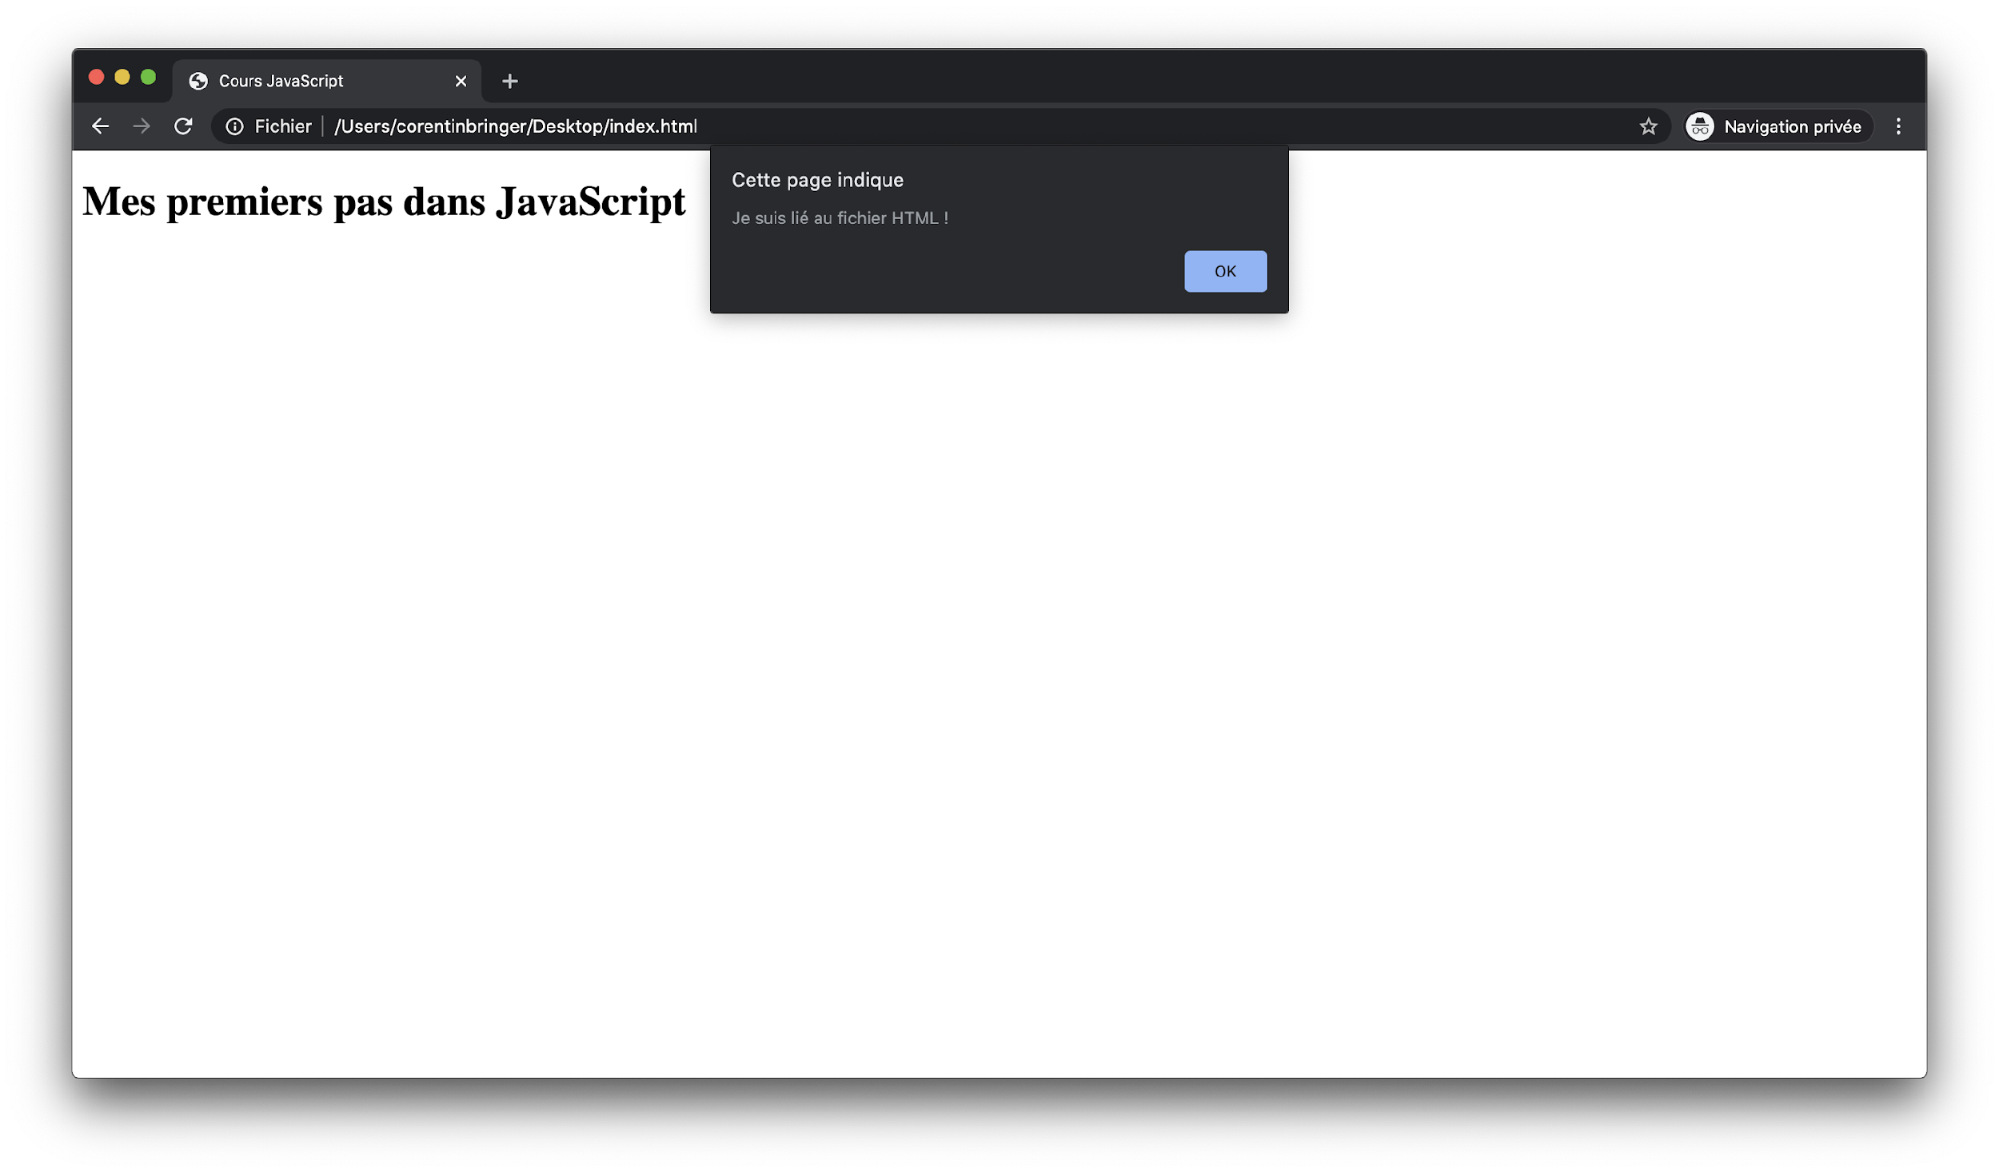 Cours JavaScript
Fichier | /Users/corentinbringer/Desktop/index.html
Navigation privée
Cette page indique
Je suis lié au fichier HTML !
OK
Mes premiers pas dans JavaScript